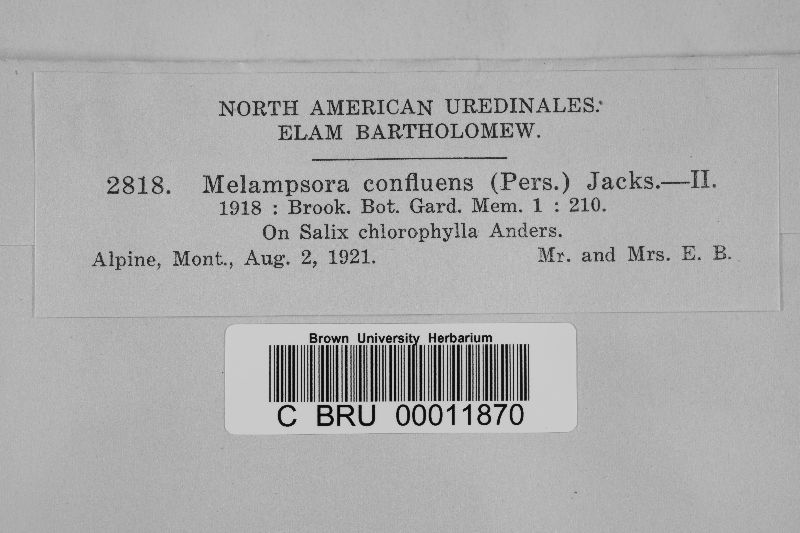 NORTH AMERICAN UREDINALES.
ELAM BARTHOLOMEW.
2818. Melampsora confluens (Pers.) Jacks.—II.
1918 : Brook. Bot. Gard. Mem. 1 : 210.
On Salix chlorophylla Anders.
Alpine, Mont., Aug. 2, 1921. Mr. and Mrs. E. B.
Brown University Herbarium
C BRU 00011870